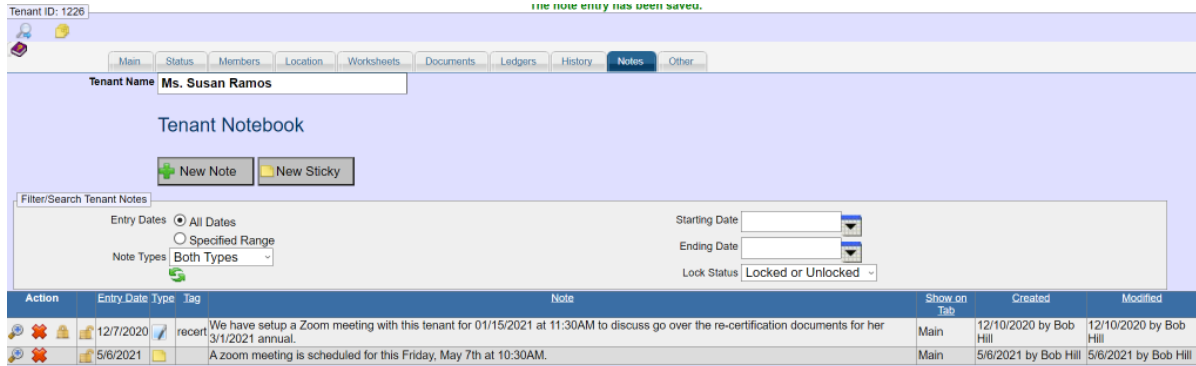 The note entry has been saved.
Tenant ID: 1226
Main Status Members Location Worksheets Documents Ledgers History Notes Other
Tenant Name Ms. Susan Ramos
Tenant Notebook
New Note New Sticky
Filter/Search Tenant Notes
Entry Dates All Dates Starting Date
Specified Range Ending Date
Note Types Both Types Lock Status Locked or Unlocked
Action Entry Date Type Tag Note Show on Created Modified
Tab
12/7/2020 recert We have setup a Zoom meeting with this tenant for 01/15/2021 at 11:30AM to discuss go over the re-certification documents for her Main 12/10/2020 by Bob 12/10/2020 by Bob
3/1/2021 annual. Hill Hill
5/6/2021 A zoom meeting is scheduled for this Friday, May 7th at 10:30AM. Main 5/6/2021 by Bob Hill 5/6/2021 by Bob Hill